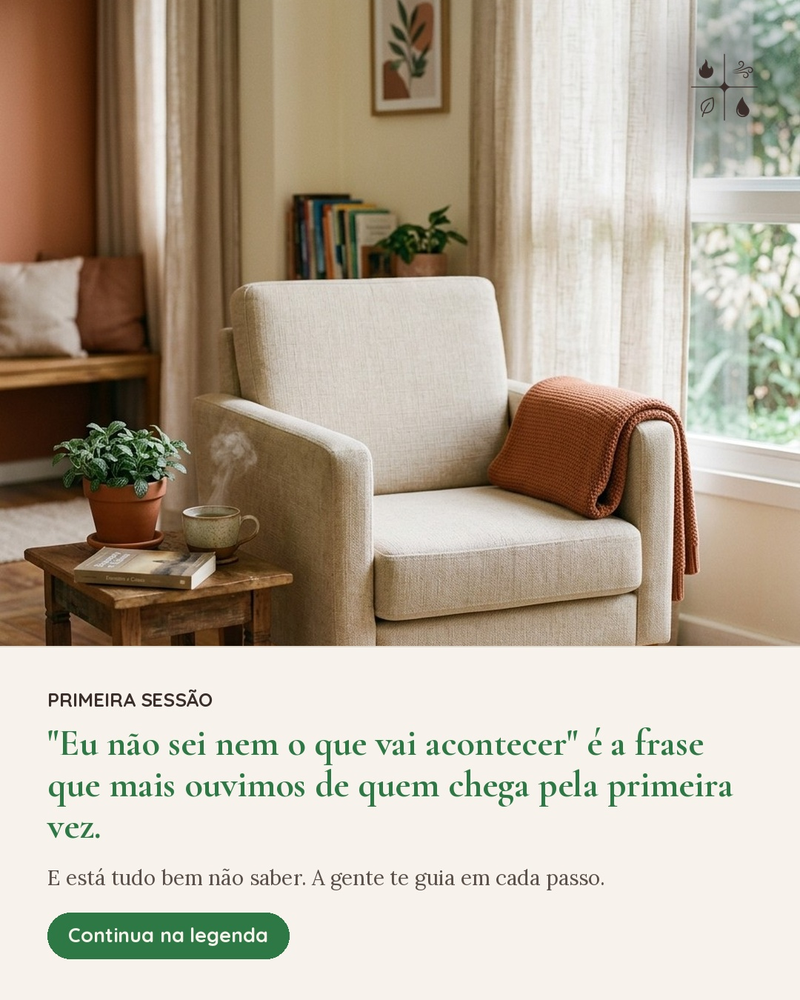 PRIMEIRA SESSÃO
"Eu não sei nem o que vai acontecer" é a frase
que mais ouvimos de quem chega pela primeira
vez.
E está tudo bem não saber. A gente te guia em cada passo.
Continua na legenda